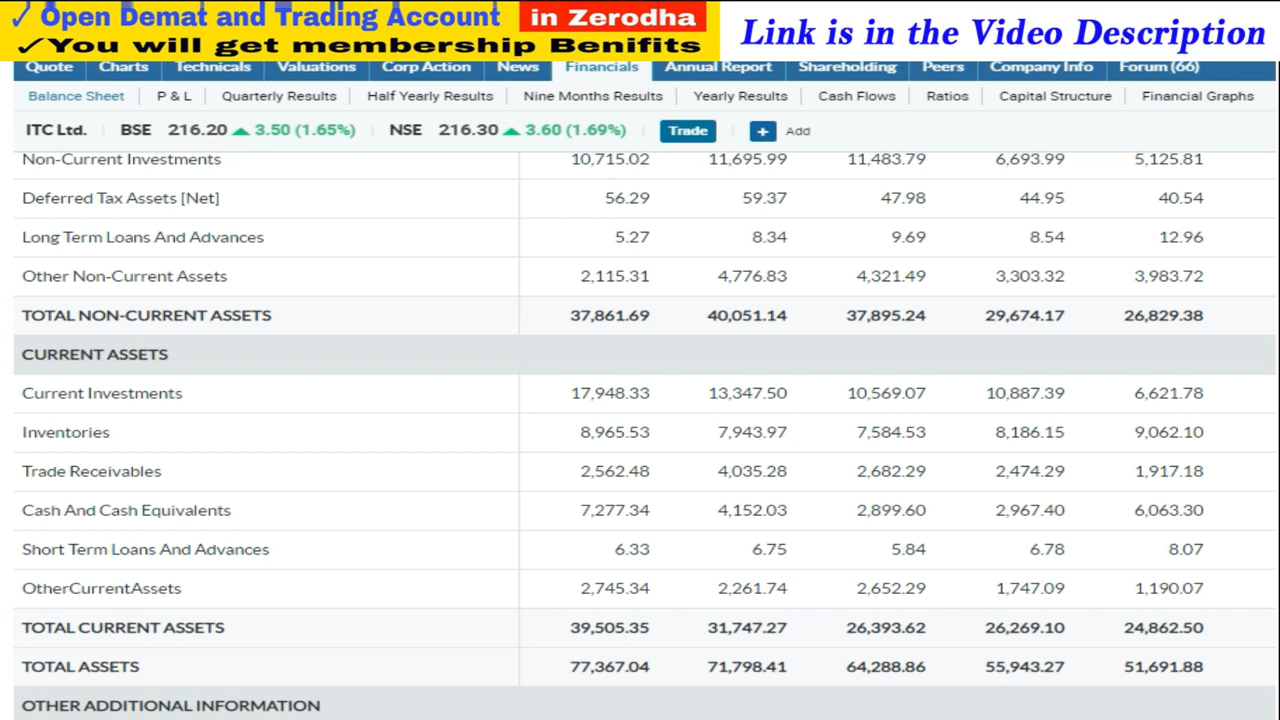 ✓ Open Demat and Trading Account in Zerodha
✓You will get membership Benifits
Link is in the Video Description
Quote Charts Technicals Valuations Corp Action News Financials Annual Report Shareholding Peers Company Info Forum (66)
Balance Sheet P & L Quarterly Results Half Yearly Results Nine Months Results Yearly Results Cash Flows Ratios Capital Structure Financial Graphs
ITC Ltd. BSE 216.20 ▲ 3.50 (1.65%) NSE 216.30 ▲ 3.60 (1.69%) Trade + Add
Non-Current Investments 10,715.02 11,695.99 11,483.79 6,693.99 5,125.81
Deferred Tax Assets [Net] 56.29 59.37 47.98 44.95 40.54
Long Term Loans And Advances 5.27 8.34 9.69 8.54 12.96
Other Non-Current Assets 2,115.31 4,776.83 4,321.49 3,303.32 3,983.72
TOTAL NON-CURRENT ASSETS 37,861.69 40,051.14 37,895.24 29,674.17 26,829.38
CURRENT ASSETS
Current Investments 17,948.33 13,347.50 10,569.07 10,887.39 6,621.78
Inventories 8,965.53 7,943.97 7,584.53 8,186.15 9,062.10
Trade Receivables 2,562.48 4,035.28 2,682.29 2,474.29 1,917.18
Cash And Cash Equivalents 7,277.34 4,152.03 2,899.60 2,967.40 6,063.30
Short Term Loans And Advances 6.33 6.75 5.84 6.78 8.07
OtherCurrentAssets 2,745.34 2,261.74 2,652.29 1,747.09 1,190.07
TOTAL CURRENT ASSETS 39,505.35 31,747.27 26,393.62 26,269.10 24,862.50
TOTAL ASSETS 77,367.04 71,798.41 64,288.86 55,943.27 51,691.88
OTHER ADDITIONAL INFORMATION